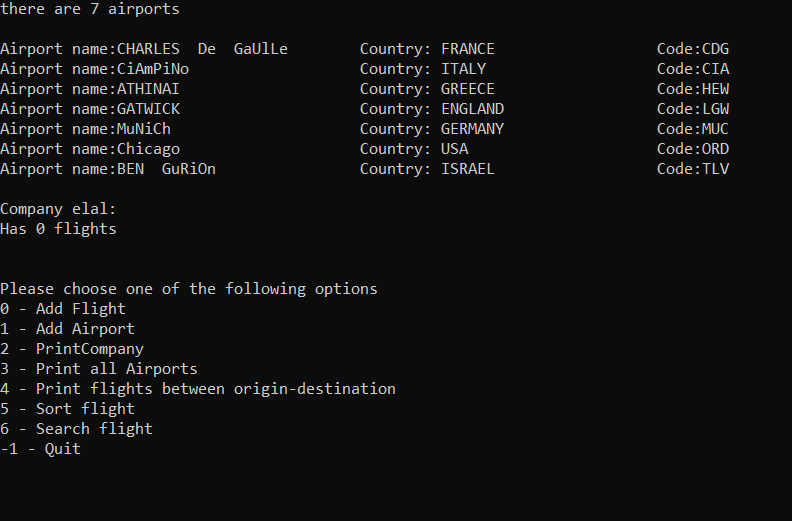 there are 7 airports
Airport name:CHARLES  De  GaUlLe        Country: FRANCE                  Code:CDG
Airport name:CiAmPiNo                   Country: ITALY                   Code:CIA
Airport name:ATHINAI                    Country: GREECE                  Code:HEW
Airport name:GATWICK                    Country: ENGLAND                 Code:LGW
Airport name:MuNiCh                     Country: GERMANY                 Code:MUC
Airport name:Chicago                    Country: USA                     Code:ORD
Airport name:BEN  GuRiOn                Country: ISRAEL                  Code:TLV
Company elal:
Has 0 flights
Please choose one of the following options
0 - Add Flight
1 - Add Airport
2 - PrintCompany
3 - Print all Airports
4 - Print flights between origin-destination
5 - Sort flight
6 - Search flight
-1 - Quit